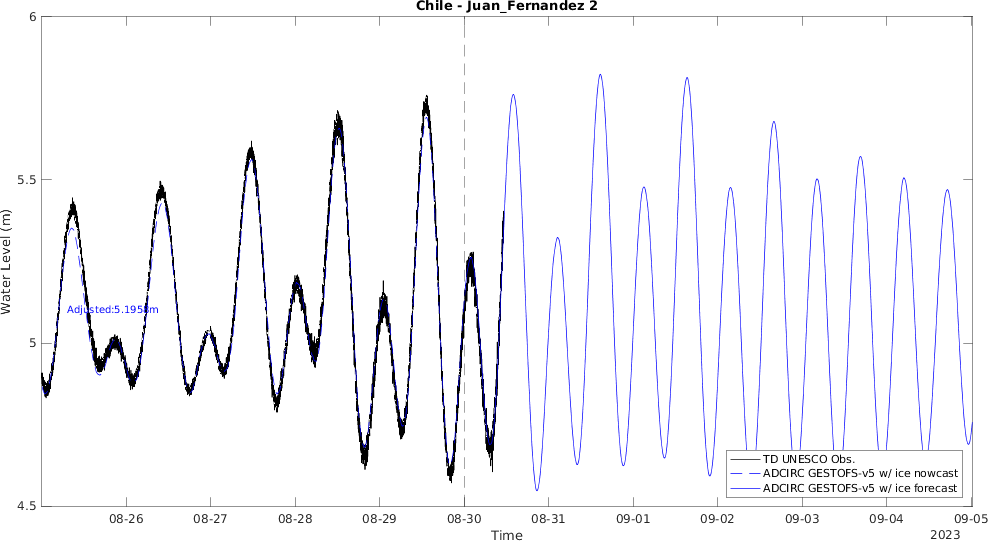 Chile - Juan_Fernandez 2
6
5.5
5
4.5
Water Level (m)
Adjusted:5.1958m
TD UNESCO Obs.
ADCIRC GESTOFS-v5 w/ ice nowcast
ADCIRC GESTOFS-v5 w/ ice forecast
08-26 08-27 08-28 08-29 08-30 08-31 09-01 09-02 09-03 09-04 09-05
Time
2023